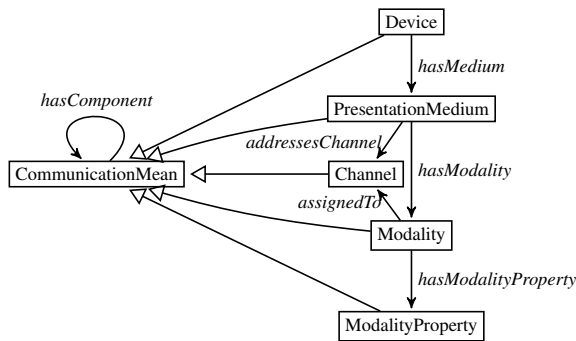 Device
hasMedium
hasComponent
PresentationMedium
addressesChannel
CommunicationMean
Channel
hasModality
assignedTo
Modality
hasModalityProperty
ModalityProperty